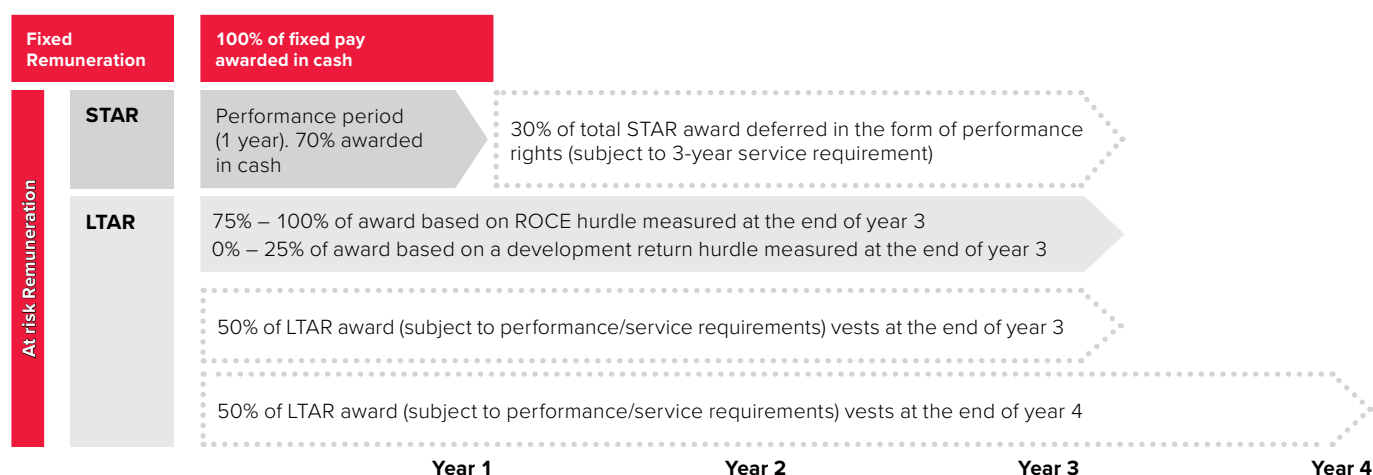 Fixed
Remuneration
100% of fixed pay
awarded in cash
At risk Remuneration
STAR
Performance period
(1 year). 70% awarded
in cash
30% of total STAR award deferred in the form of performance
rights (subject to 3-year service requirement)
LTAR
75% – 100% of award based on ROCE hurdle measured at the end of year 3
0% – 25% of award based on a development return hurdle measured at the end of year 3
50% of LTAR award (subject to performance/service requirements) vests at the end of year 3
50% of LTAR award (subject to performance/service requirements) vests at the end of year 4
Year 1
Year 2
Year 3
Year 4